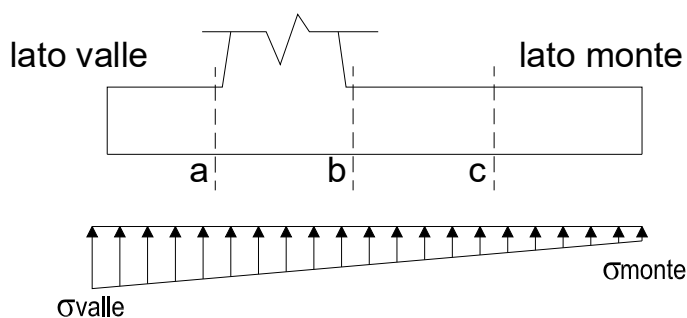 lato valle
lato monte
a
b
c
σvalle
σmonte